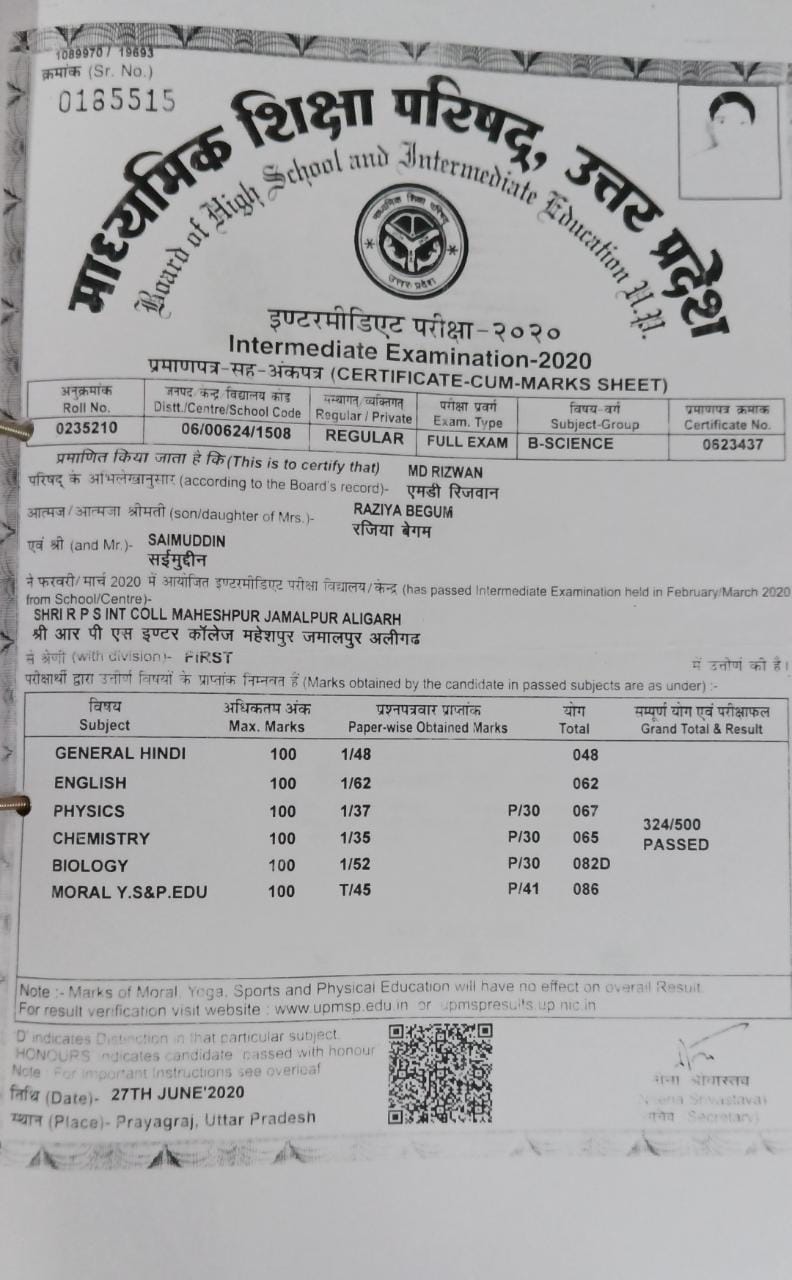 1089970 / 19693
क्रमांक (Sr. No.)
0185515
माध्यमिक शिक्षा परिषद्, उत्तर प्रदेश
Board of High School and Intermediate Education U.P.
माध्यमिक शिक्षा परिषद्
उत्तर प्रदेश
इण्टरमीडिएट परीक्षा-२०२०
Intermediate Examination-2020
प्रमाणपत्र-सह-अंकपत्र (CERTIFICATE-CUM-MARKS SHEET)
अनुक्रमांक जनपद/केन्द्र/विद्यालय कोड संस्थागत/व्यक्तिगत परीक्षा प्रवर्ग विषय-वर्ग प्रमाणपत्र क्रमांक
Roll No. Distt./Centre/School Code Regular / Private Exam. Type Subject-Group Certificate No.
0235210 06/00624/1508 REGULAR FULL EXAM B-SCIENCE 0623437
प्रमाणित किया जाता है कि (This is to certify that) MD RIZWAN
परिषद् के अभिलेखानुसार (according to the Board's record)- एमडी रिजवान
आत्मज/आत्मजा श्रीमती (son/daughter of Mrs.)- RAZIYA BEGUM
रजिया बेगम
एवं श्री (and Mr.)- SAIMUDDIN
सईमुद्दीन
ने फरवरी/मार्च 2020 में आयोजित इण्टरमीडिएट परीक्षा विद्यालय/केन्द्र (has passed Intermediate Examination held in February/March 2020
from School/Centre)-
SHRI R P S INT COLL MAHESHPUR JAMALPUR ALIGARH
श्री आर पी एस इण्टर कॉलेज महेशपुर जमालपुर अलीगढ
से श्रेणी (with division)- FIRST में उत्तीर्ण की है।
परीक्षार्थी द्वारा उत्तीर्ण विषयों के प्राप्तांक निम्नवत हैं (Marks obtained by the candidate in passed subjects are as under) :-
विषय अधिकतम अंक प्रश्नपत्रवार प्राप्तांक योग सम्पूर्ण योग एवं परीक्षाफल
Subject Max. Marks Paper-wise Obtained Marks Total Grand Total & Result
GENERAL HINDI 100 1/48 048
ENGLISH 100 1/62 062
PHYSICS 100 1/37 P/30 067
324/500
CHEMISTRY 100 1/35 P/30 065
PASSED
BIOLOGY 100 1/52 P/30 082D
MORAL Y.S&P.EDU 100 T/45 P/41 086
Note :- Marks of Moral, Yoga, Sports and Physical Education will have no effect on overall Result.
For result verification visit website : www.upmsp.edu.in or upmspresults.up.nic.in
'D' indicates Distinction in that particular subject.
HONOURS indicates candidate passed with honour
Note : For important Instructions see overleaf
तिथि (Date)- 27TH JUNE'2020
स्थान (Place)- Prayagraj, Uttar Pradesh
श्रीवास्तव
(Neena Srivastava)
सचिव (Secretary)